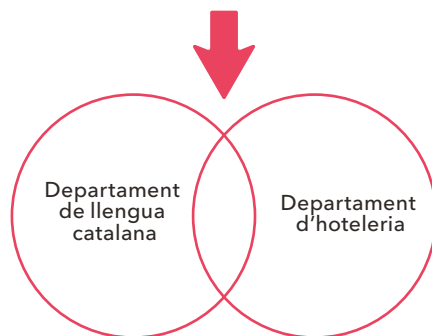 Departament
de llengua
catalana
Departament
d’hoteleria